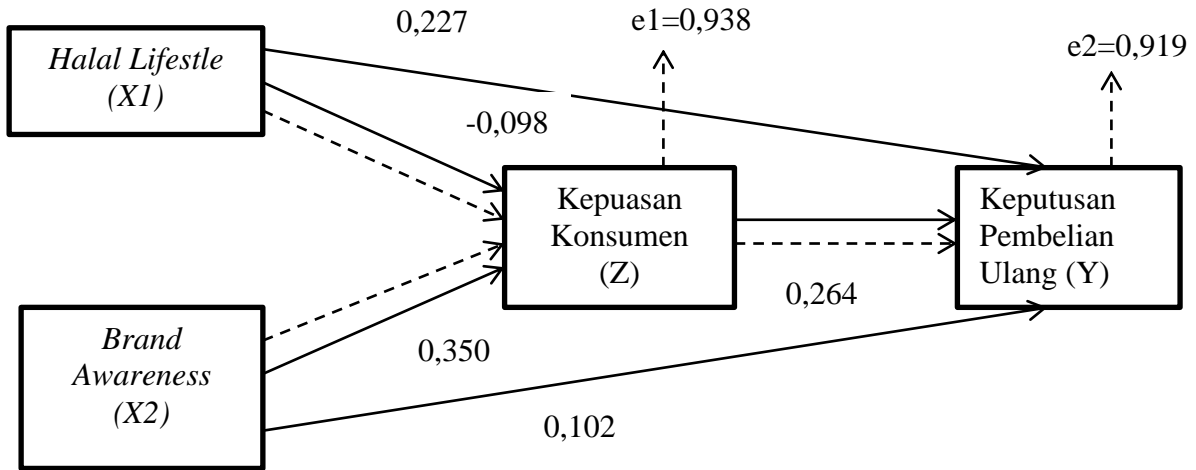 0,227
e1=0,938
e2=0,919
Halal Lifestle
(X1)
-0,098
Kepuasan
Konsumen
(Z)
Keputusan
Pembelian
Ulang (Y)
0,264
Brand
Awareness
(X2)
0,350
0,102